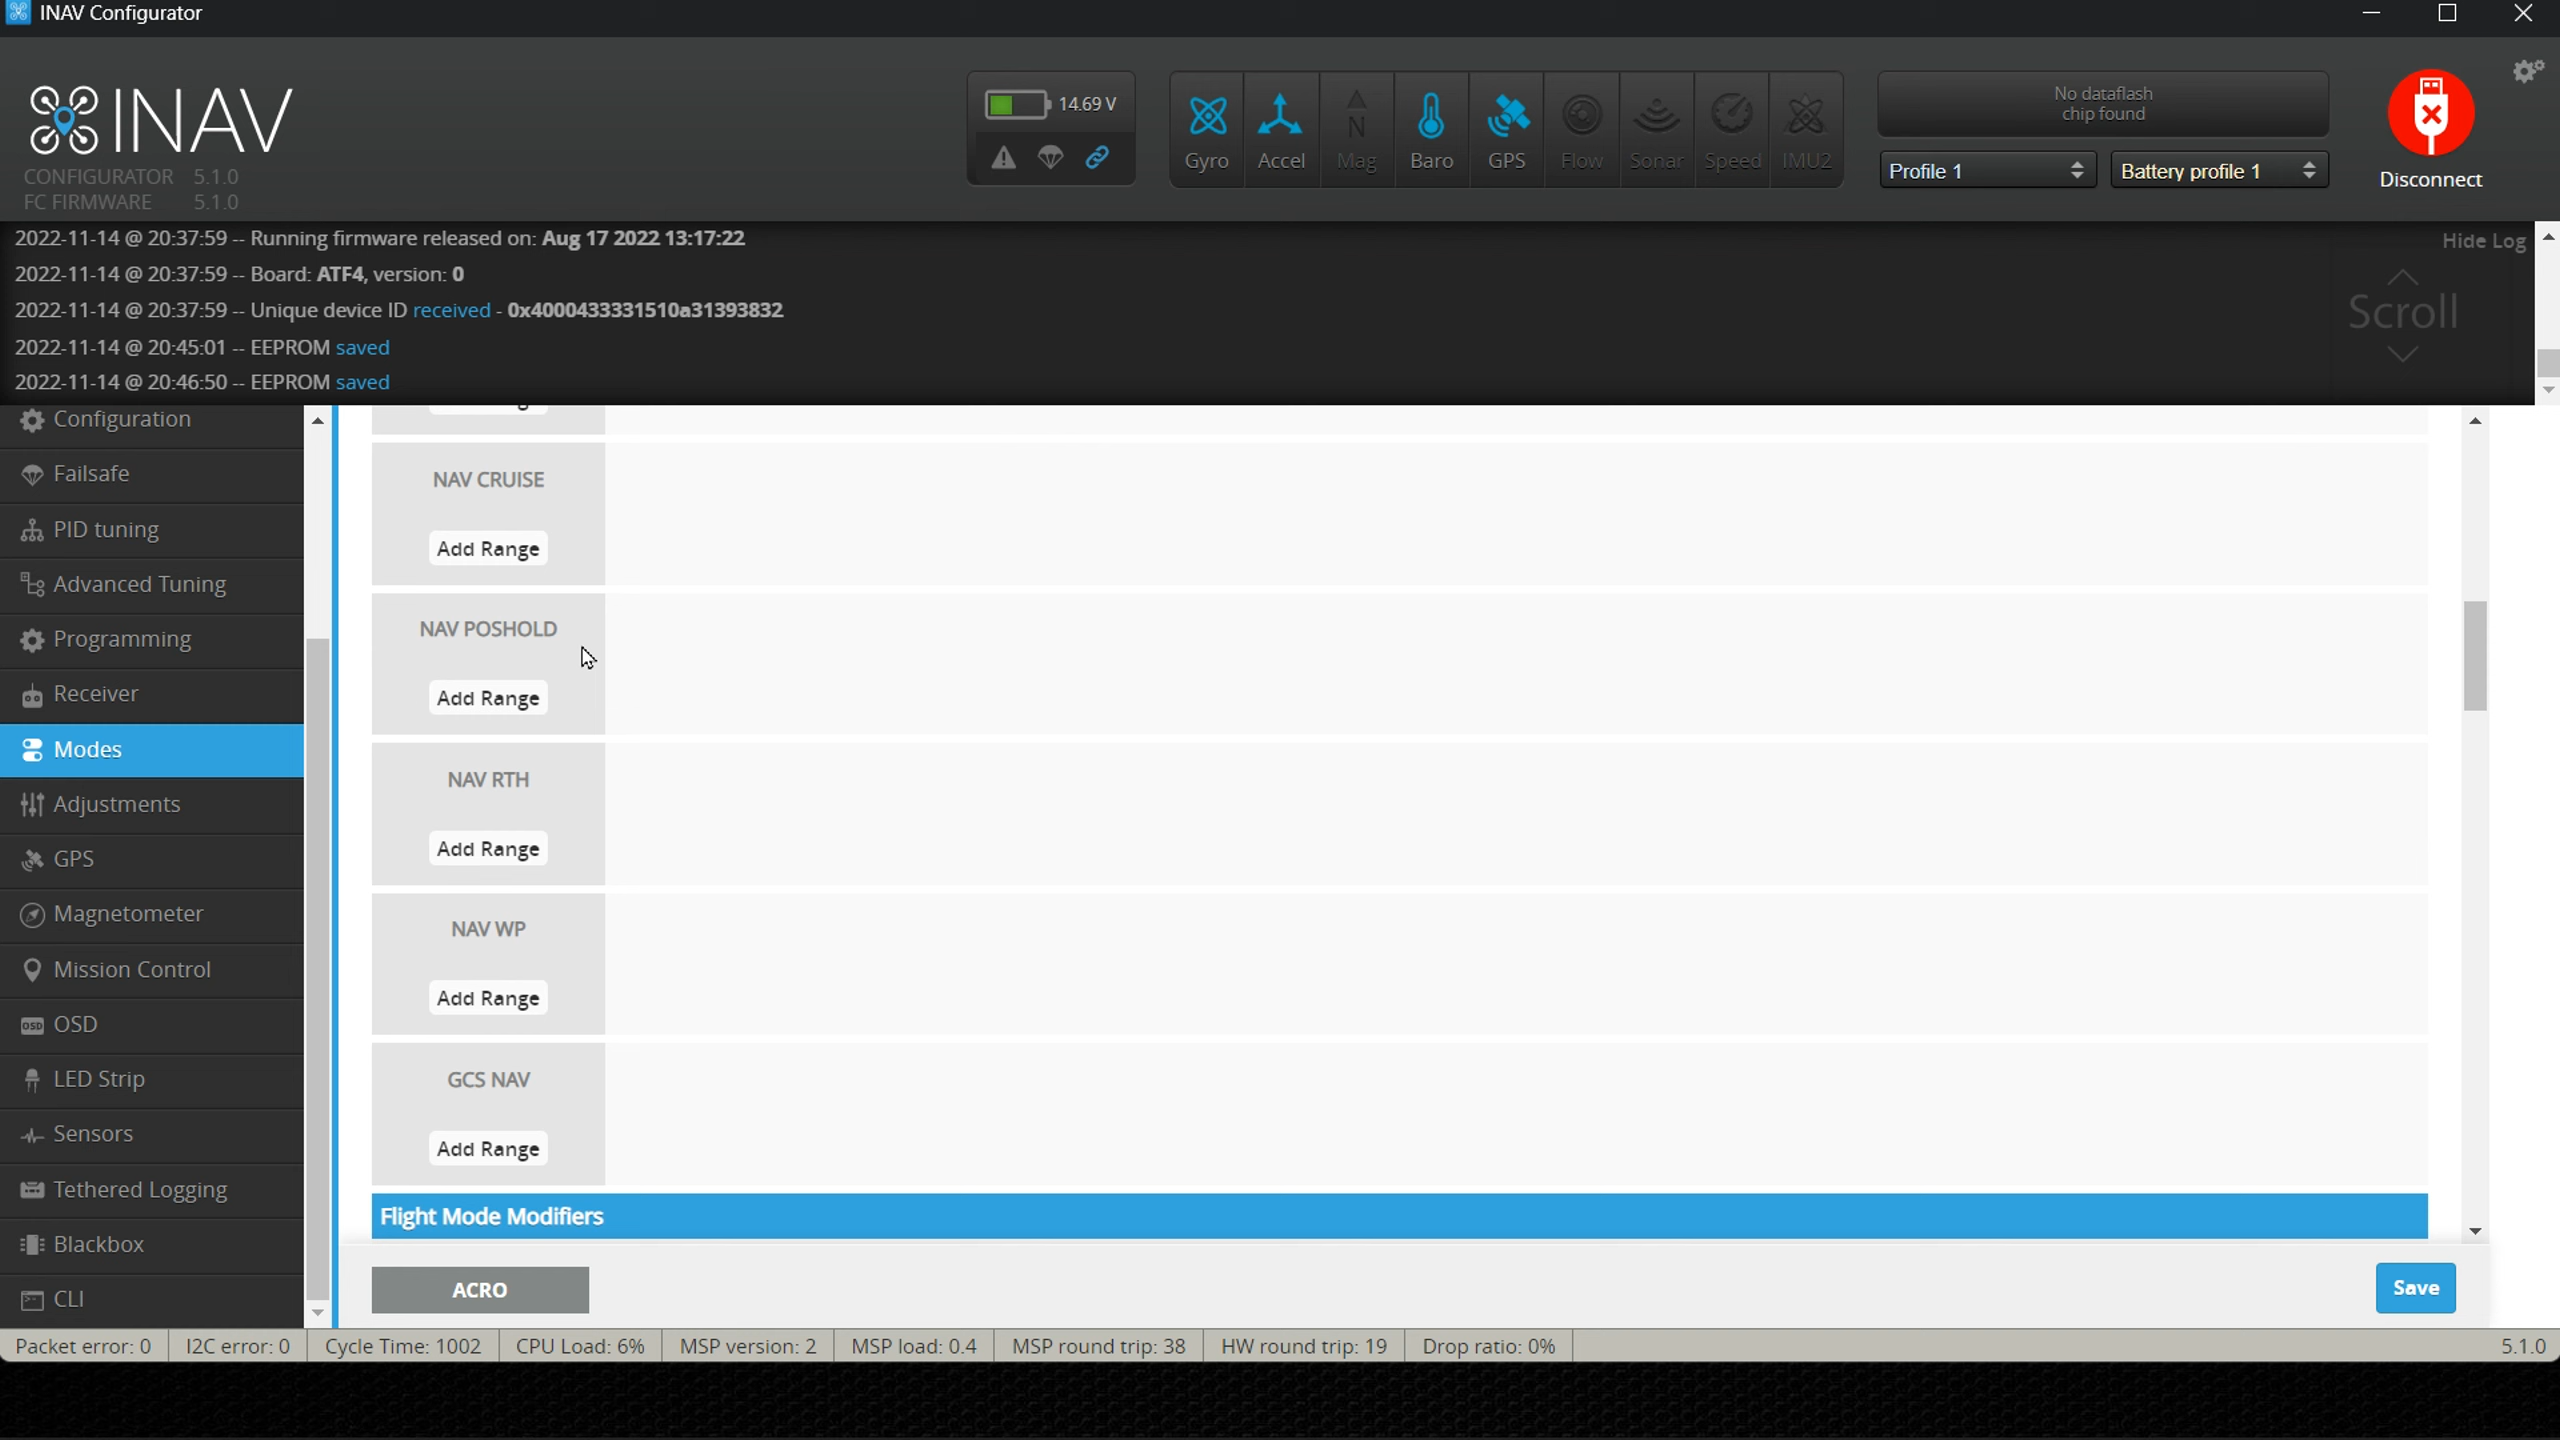 INAV Configurator
INAV
CONFIGURATOR 5.1.0
FC FIRMWARE 5.1.0
14.69 V
Gyro
Accel
N
Mag
Baro
GPS
Flow
Sonar
Speed
IMU2
No dataflash
chip found
Profile 1
Battery profile 1
Disconnect
2022-11-14 @ 20:37:59 -- Running firmware released on: Aug 17 2022 13:17:22
2022-11-14 @ 20:37:59 -- Board: ATF4, version: 0
2022-11-14 @ 20:37:59 -- Unique device ID received - 0x4000433331510a31393832
2022-11-14 @ 20:45:01 -- EEPROM saved
2022-11-14 @ 20:46:50 -- EEPROM saved
Hide Log
Scroll
Configuration
Failsafe
PID tuning
Advanced Tuning
Programming
Receiver
Modes
Adjustments
GPS
Magnetometer
Mission Control
OSD
OSD
LED Strip
Sensors
Tethered Logging
Blackbox
CLI
NAV CRUISE
Add Range
NAV POSHOLD
Add Range
NAV RTH
Add Range
NAV WP
Add Range
GCS NAV
Add Range
Flight Mode Modifiers
ACRO
Save
Packet error: 0
I2C error: 0
Cycle Time: 1002
CPU Load: 6%
MSP version: 2
MSP load: 0.4
MSP round trip: 38
HW round trip: 19
Drop ratio: 0%
5.1.0